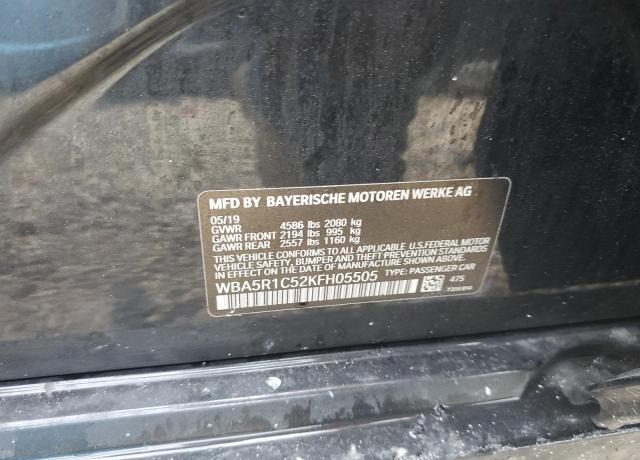 MFD BY BAYERISCHE MOTOREN WERKE AG
05/19
GVWR 4586 lbs 2080 kg
GAWR FRONT 2194 lbs 995 kg
GAWR REAR 2557 lbs 1160 kg
THIS VEHICLE CONFORMS TO ALL APPLICABLE U.S.FEDERAL MOTOR
VEHICLE SAFETY, BUMPER, AND THEFT PREVENTION STANDARDS
IN EFFECT ON THE DATE OF MANUFACTURE SHOWN ABOVE.
WBA5R1C52KFH05505 TYPE: PASSENGER CAR
475